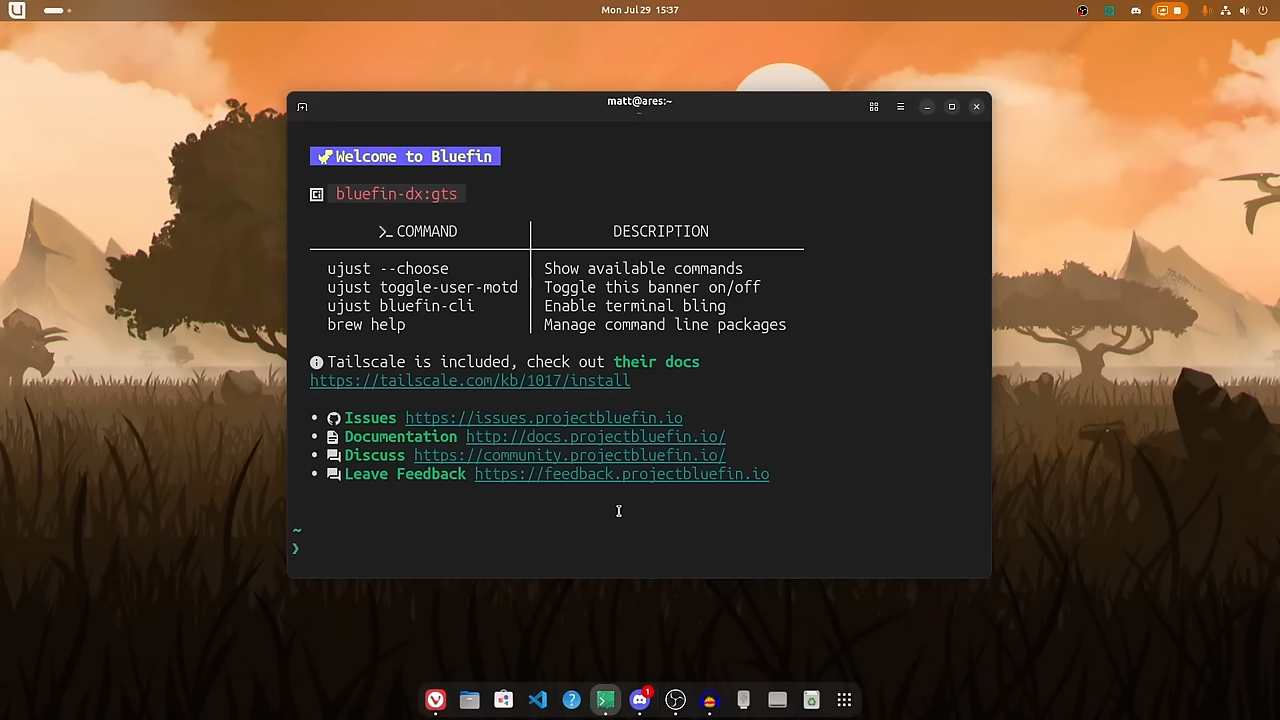 Mon Jul 29 15:37
matt@ares:~
~
Welcome to Bluefin
bluefin-dx:gts
COMMAND DESCRIPTION
ujust --choose Show available commands
ujust toggle-user-motd Toggle this banner on/off
ujust bluefin-cli Enable terminal bling
brew help Manage command line packages
Tailscale is included, check out their docs
https://tailscale.com/kb/1017/install
• Issues https://issues.projectbluefin.io
• Documentation http://docs.projectbluefin.io/
• Discuss https://community.projectbluefin.io/
• Leave Feedback https://feedback.projectbluefin.io
~
❯
1